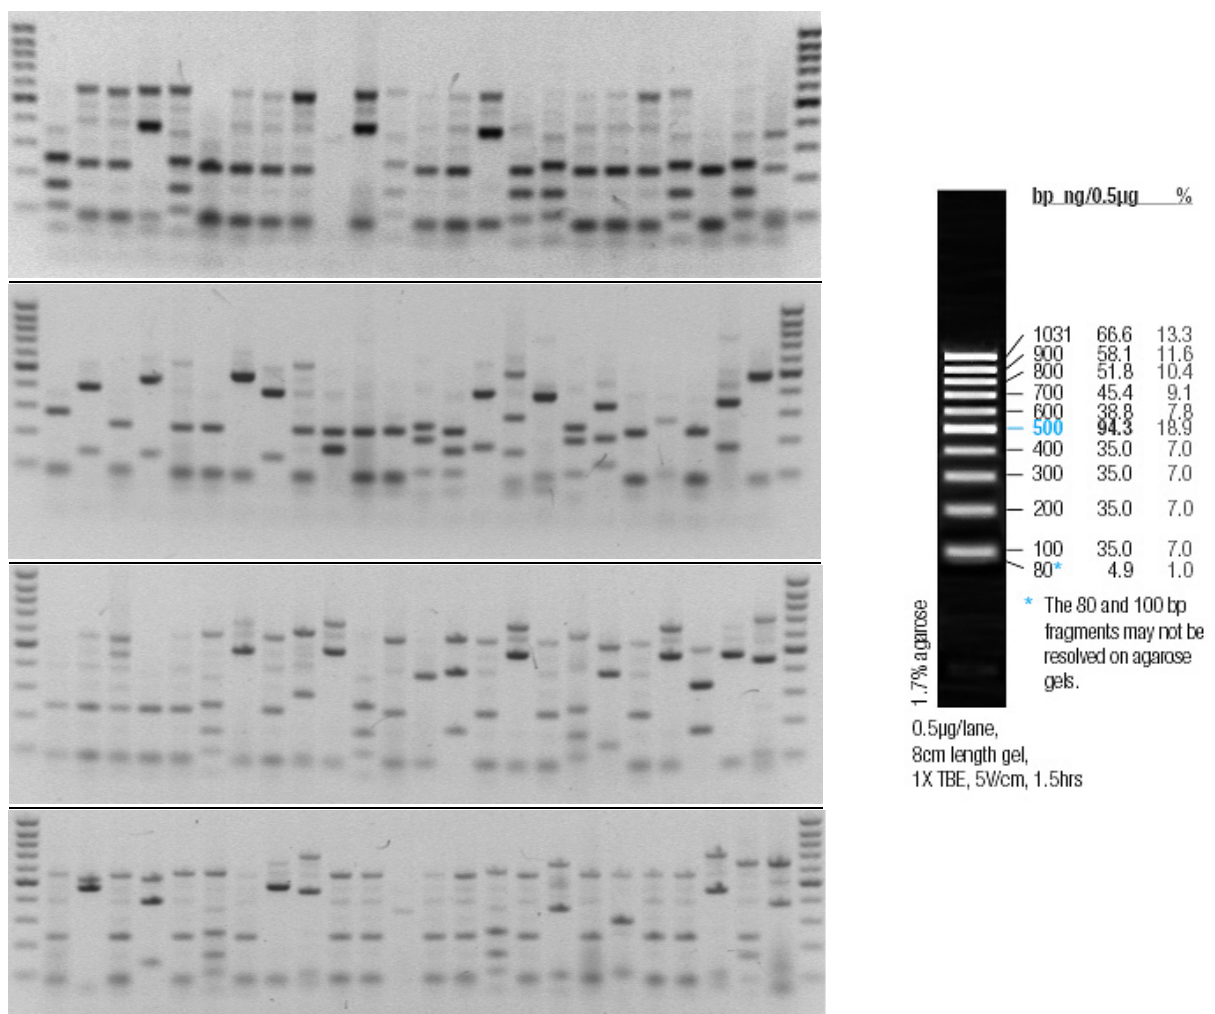 bp ng/0.5µg %
1031 66.6 13.3
900 58.1 11.6
800 51.8 10.4
700 45.4 9.1
600 38.8 7.8
500 94.3 18.9
400 35.0 7.0
300 35.0 7.0
200 35.0 7.0
100 35.0 7.0
80* 4.9 1.0
* The 80 and 100 bp
fragments may not be
resolved on agarose
gels.
1.7% agarose
0.5µg/lane,
8cm length gel,
1X TBE, 5V/cm, 1.5hrs